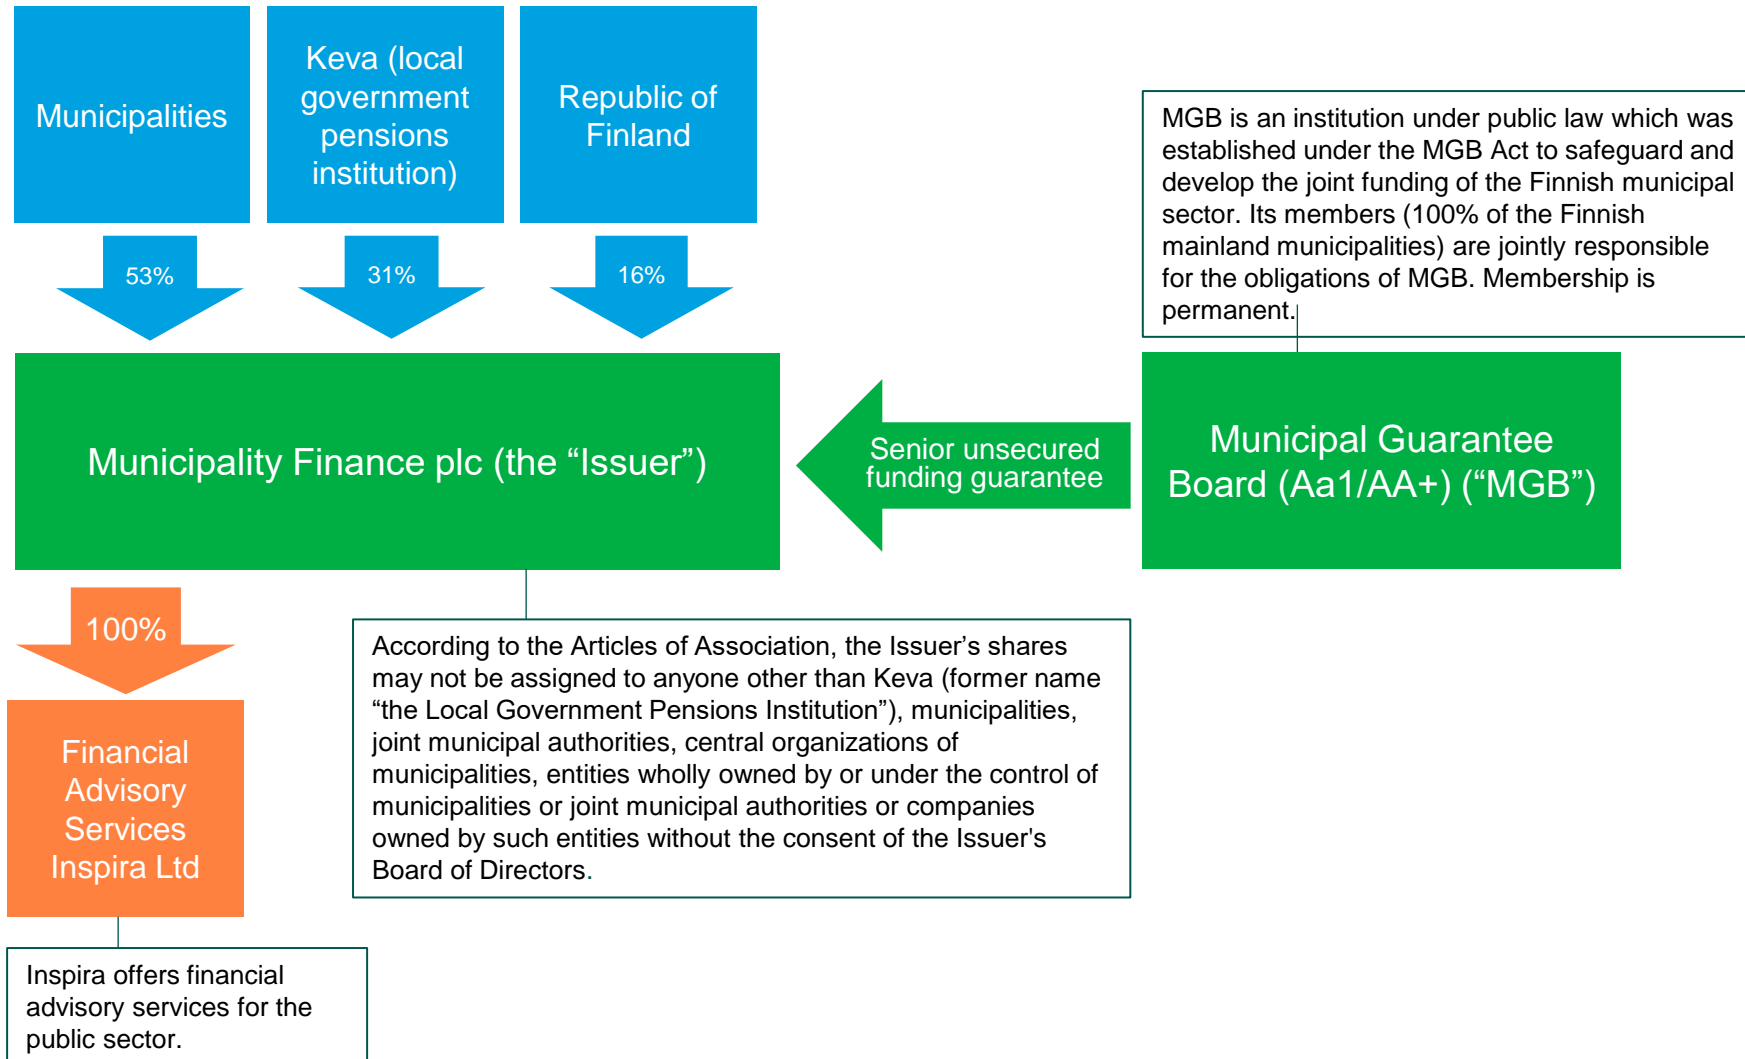 Municipalities
Keva (local
government
pensions
institution)
Republic of
Finland
53%
31%
16%
MGB is an institution under public law which was
established under the MGB Act to safeguard and
develop the joint funding of the Finnish municipal
sector. Its members (100% of the Finnish
mainland municipalities) are jointly responsible
for the obligations of MGB. Membership is
permanent.
Municipality Finance plc (the “Issuer”)
Senior unsecured
funding guarantee
Municipal Guarantee
Board (Aa1/AA+) (“MGB”)
100%
According to the Articles of Association, the Issuer’s shares
may not be assigned to anyone other than Keva (former name
“the Local Government Pensions Institution”), municipalities,
joint municipal authorities, central organizations of
municipalities, entities wholly owned by or under the control of
municipalities or joint municipal authorities or companies
owned by such entities without the consent of the Issuer's
Board of Directors.
Financial
Advisory
Services
Inspira Ltd
Inspira offers financial
advisory services for the
public sector.